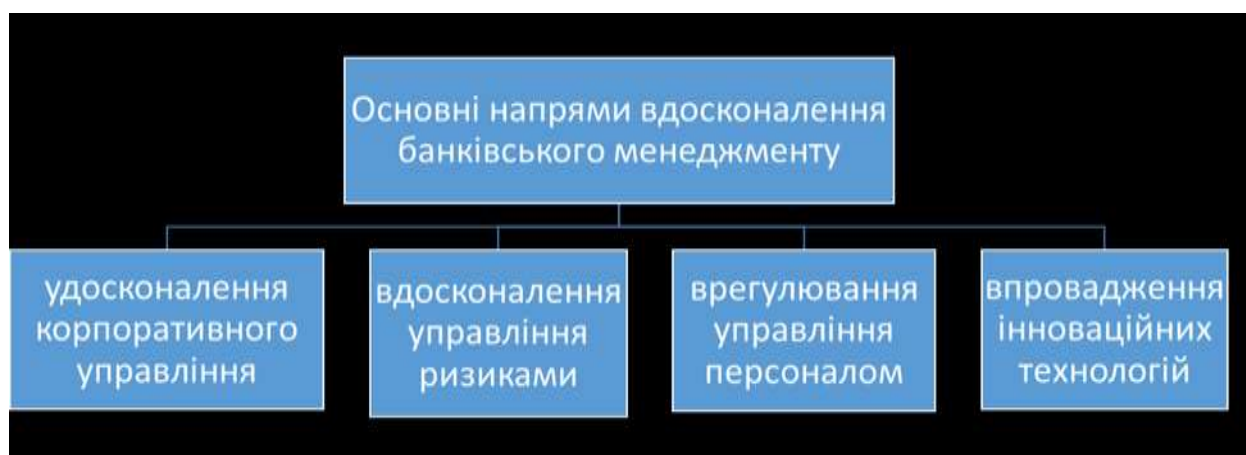 Основні напрями вдосконалення
банківського менеджменту
удосконалення
корпоративного
управління
вдосконалення
управління
ризиками
врегулювання
управління
персоналом
впровадження
інноваційних
технологій